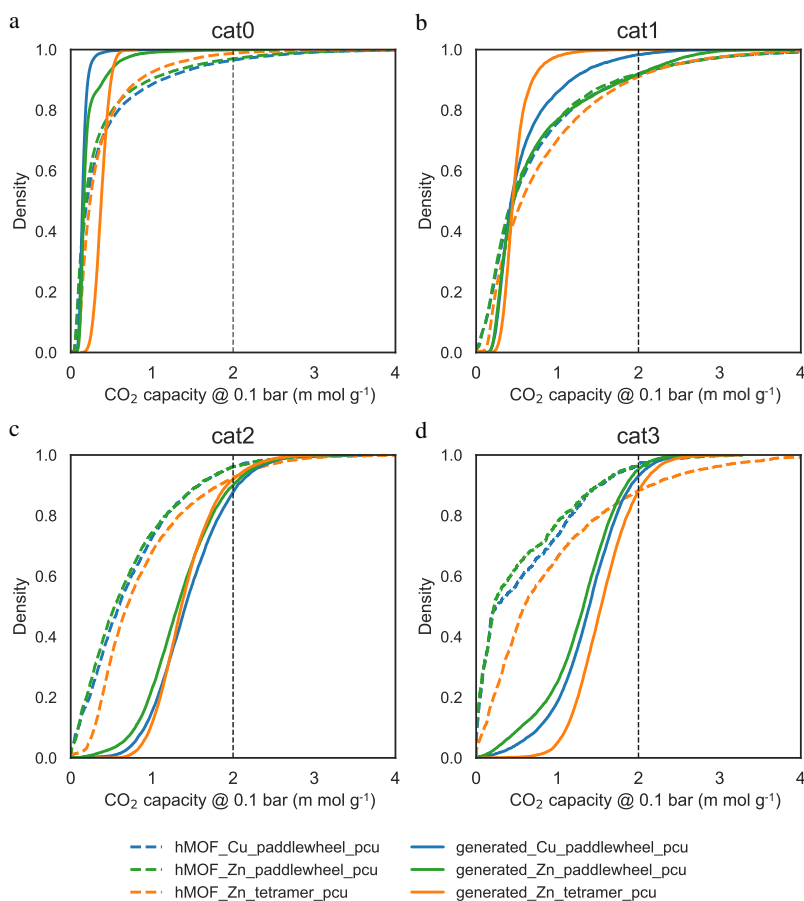 a
cat0
1.0
0.8
0.6
0.4
0.2
0.0
Density
0 1 2 3 4
CO₂ capacity @ 0.1 bar (m mol g⁻¹)
b
cat1
1.0
0.8
0.6
0.4
0.2
0.0
Density
0 1 2 3 4
CO₂ capacity @ 0.1 bar (m mol g⁻¹)
c
cat2
1.0
0.8
0.6
0.4
0.2
0.0
Density
0 1 2 3 4
CO₂ capacity @ 0.1 bar (m mol g⁻¹)
d
cat3
1.0
0.8
0.6
0.4
0.2
0.0
Density
0 1 2 3 4
CO₂ capacity @ 0.1 bar (m mol g⁻¹)
hMOF_Cu_paddlewheel_pcu
hMOF_Zn_paddlewheel_pcu
hMOF_Zn_tetramer_pcu
generated_Cu_paddlewheel_pcu
generated_Zn_paddlewheel_pcu
generated_Zn_tetramer_pcu